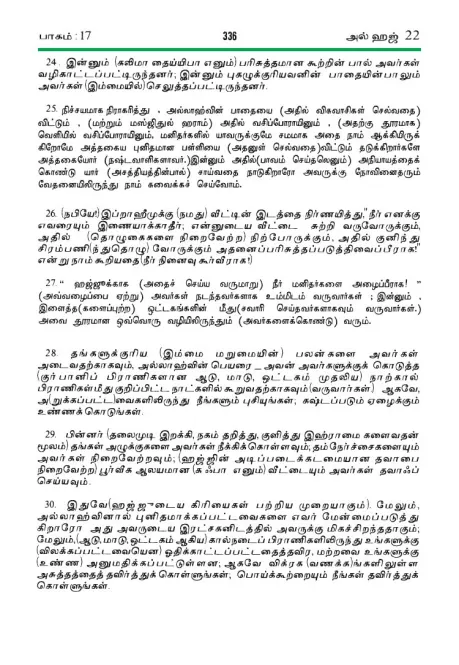 பாகம் : 17 336 அல் ஹஜ் 22
24. இன்னும் (கலிமா தைய்யிபா எனும்) பரிசுத்தமான கூற்றின் பால் அவர்கள்
வழிகாட்டப்பட்டிருந்தனர்; இன்னும் புகழுக்குரியவனின் பாதையின்பாலும்
அவர்கள் (இம்மையில்) செலுத்தப்பட்டிருந்தனர்.
25. நிச்சயமாக நிராகரித்து , அல்லாஹ்வின் பாதையை (அதில் விசுவாசிகள் செல்வதை)
விட்டும் , (மற்றும் மஸ்ஜிதுல் ஹராம்) அதில் வசிப்போராயினும் , (அதற்கு தூரமாக)
வெளியில் வசிப்போராயினும், மனிதர்களில் யாவருக்குமே சமமாக அதை நாம் ஆக்கியிருக்
கிறோமே அத்தகைய புனிதமான பள்ளியை (அதனுள் செல்வதை)விட்டும் தடுக்கிறார்களே
அத்தகையோர் (நஷ்டவாளிகளாவர்.)இன்னும் அதில்(பாவம் செய்தலெனும்) அநியாயத்தைக்
கொண்டு யார் (அசத்தியத்தின்பால்) சாய்வதை நாடுகிறாரோ அவருக்கு நோவினைதரும்
வேதனையிலிருந்து நாம் சுவைக்கச் செய்வோம்.
26. (நபியே!)இப்றாஹீமுக்கு (நமது) வீட்டின் இடத்தை நிர்ணயித்து,"நீர் எனக்கு
எவரையும் இணையாக்காதீர்; என்னுடைய வீட்டை சுற்றி வருவோருக்கும்,
அதில் (தொழுகைகளை நிறைவேற்ற) நிற்போருக்கும், அதில் குனிந்து
சிரம்பணி(ந்துதொழு) வோருக்கும் அதனைப்பரிசுத்தப்படுத்திவைப்பீராக!"
என்று நாம் கூறியதை(நீர் நினைவு கூர்வீராக!)
27." ஹஜ்ஜுக்காக (அதைச் செய்ய வருமாறு) நீர் மனிதர்களை அழைப்பீராக! "
(அவ்வழைப்பை ஏற்று) அவர்கள் நடந்தவர்களாக உம்மிடம் வருவார்கள் ; இன்னும் ,
இளைத்த(களைப்புற்ற) ஒட்டகங்களின் மீது(சவாரி செய்தவர்களாகவும் வருவார்கள்.)
அவை தூரமான ஒவ்வொரு வழியிலிருந்தும் (அவர்களைக்கொண்டு) வரும்.
28. தங்களுக்குரிய (இம்மை மறுமையின்) பலன்களை அவர்கள்
அடைவதற்காகவும், அல்லாஹ்வின் பெயரை _ அவன் அவர்களுக்குக் கொடுத்த
(குர்பானிப் பிராணிகளான ஆடு, மாடு, ஒட்டகம் முதலிய) நாற்கால்
பிராணிகள்மீது குறிப்பிட்ட நாட்களில் கூறுவதற்காகவும்(வருவார்கள்.) ஆகவே,
அ(றுக்கப்பட்ட)வைகளிலிருந்து நீங்களும் புசியுங்கள்; கஷ்டப்படும் ஏழைக்கும்
உண்ணக் கொடுங்கள்.
29. பின்னர் (தலைமுடி இறக்கி, நகம் தறித்து, குளித்து இஹ்ராமை களைவதன்
மூலம்) தங்கள் அழுக்குகளை அவர்கள் நீக்கிக்கொள்ளவும்; தம்நேர்ச்சைகளையும்
அவர்கள் நிறைவேற்றவும்; (ஹஜ்ஜின் அடிப்படைக்கடமையான தவாபை
நிறைவேற்ற) பூர்வீக ஆலயமான (கஃபா எனும்) வீட்டையும் அவர்கள் தவாஃப்
செய்யவும்.
30. இதுவே(ஹஜ்ஜுடைய கிரியைகள் பற்றிய முறையாகும்). மேலும்,
அல்லாஹ்வினால் புனிதமாக்கப்பட்டவைகளை எவர் மேன்மைப்படுத்து
கிறாரோ அது அவருடைய இரட்சகனிடத்தில் அவருக்கு மிகச்சிறந்ததாகும்;
மேலும்,(ஆடு,மாடு,ஒட்டகம் ஆகிய)கால்நடைப் பிராணிகளிலிருந்து உங்களுக்கு
(விலக்கப்பட்டவையென) ஓதிக்காட்டப்பட்டதைத்தவிர, மற்றவை உங்களுக்கு
(உண்ண) அனுமதிக்கப்பட்டுள்ளன; ஆகவே விக்ரக (வணக்க)ங்களிலுள்ள
அசுத்தத்தைத் தவிர்த்துக் கொள்ளுங்கள்; பொய்க்கூற்றையும் நீங்கள் தவிர்த்துக்
கொள்ளுங்கள்.